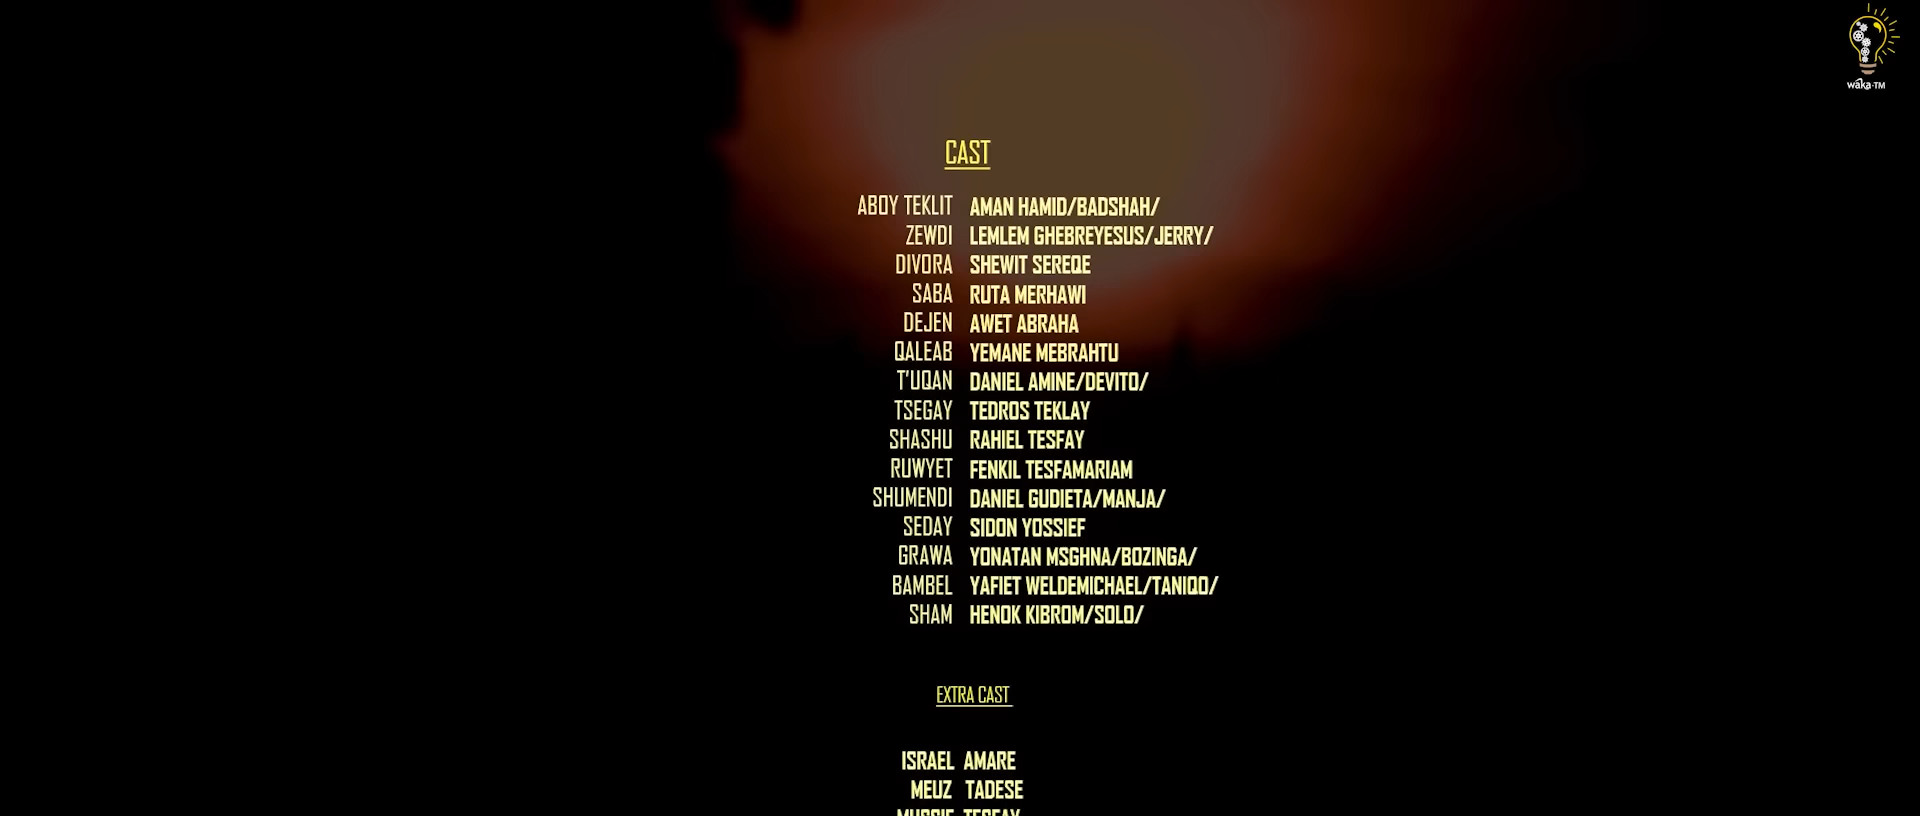 waka·TM
CAST
ABOY TEKLIT AMAN HAMID/BADSHAH/
ZEWDI LEMLEM GHEBREYESUS/JERRY/
DIVORA SHEWIT SEREQE
SABA RUTA MERHAWI
DEJEN AWET ABRAHA
QALEAB YEMANE MEBRAHTU
T'UQAN DANIEL AMINE/DEVITO/
TSEGAY TEDROS TEKLAY
SHASHU RAHIEL TESFAY
RUWYET FENKIL TESFAMARIAM
SHUMENDI DANIEL GUDIETA/MANJA/
SEDAY SIDON YOSSIEF
GRAWA YONATAN MSGHNA/BOZINGA/
BAMBEL YAFIET WELDEMICHAEL/TANIQO/
SHAM HENOK KIBROM/SOLO/
EXTRA CAST
ISRAEL AMARE
MEUZ TADESE